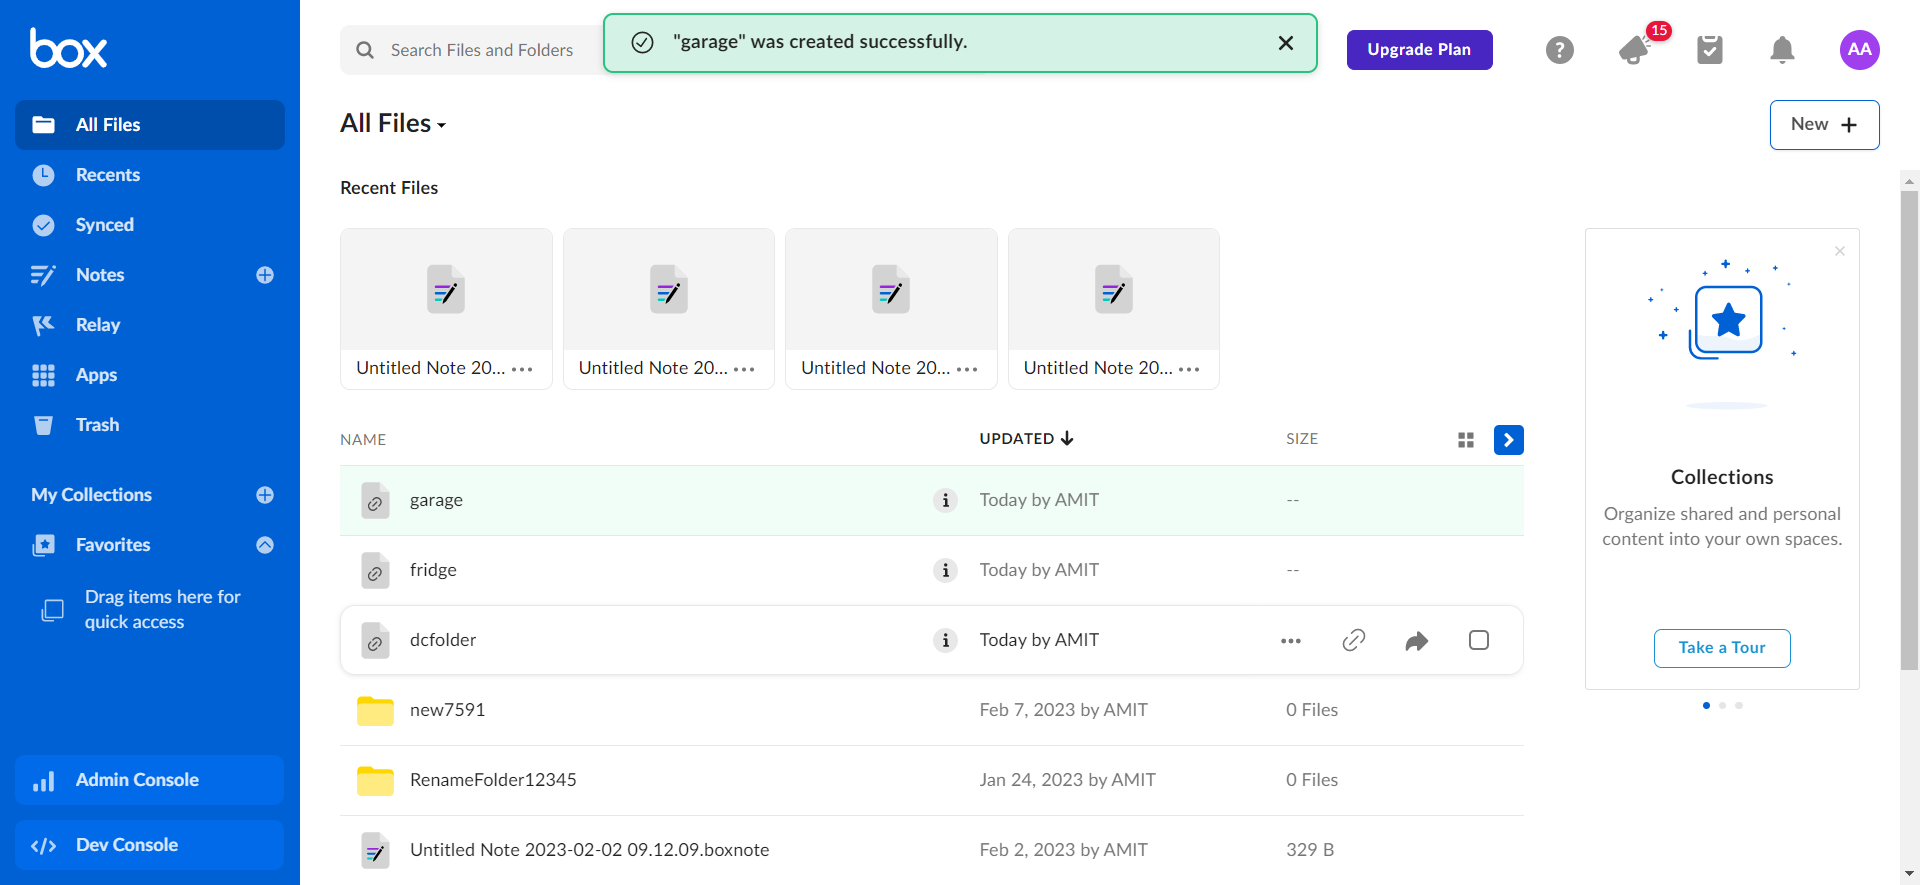 box
All Files
Recents
Synced
Notes
Relay
Apps
Trash
My Collections
Favorites
Drag items here for
quick access
Admin Console
Dev Console
Search Files and Folders
"garage" was created successfully.
Upgrade Plan
15
AA
All Files
New
Recent Files
Untitled Note 20...
Untitled Note 20...
Untitled Note 20...
Untitled Note 20...
NAME UPDATED SIZE
garage Today by AMIT --
fridge Today by AMIT --
dcfolder Today by AMIT
new7591 Feb 7, 2023 by AMIT 0 Files
RenameFolder12345 Jan 24, 2023 by AMIT 0 Files
Untitled Note 2023-02-02 09.12.09.boxnote Feb 2, 2023 by AMIT 329 B
Collections
Organize shared and personal
content into your own spaces.
Take a Tour